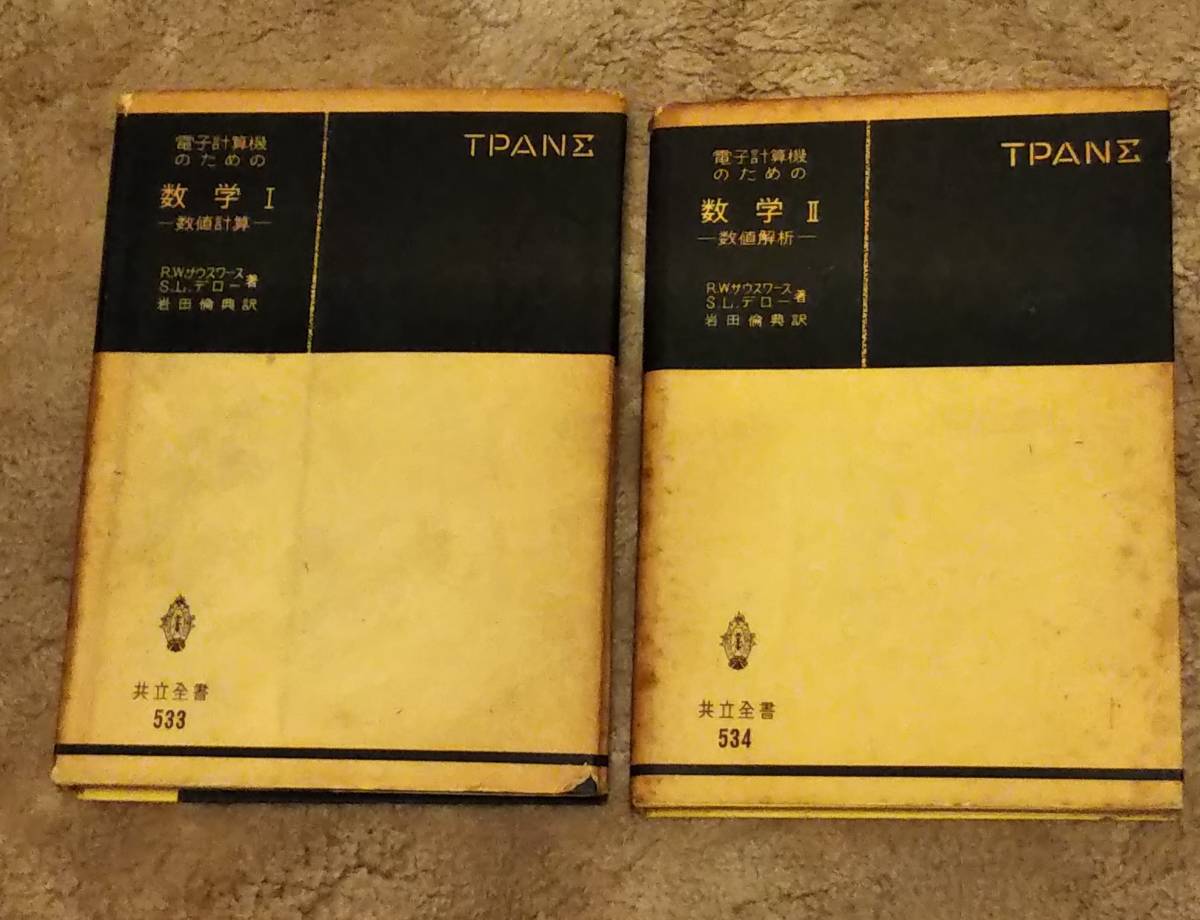 電子計算機
のための
数学 I
―数値計算―
R.W.サウスワース
S.L.デロー 著
岩田倫典訳
TPANΣ
共立全書
533
電子計算機
のための
数学 II
―数値解析―
R.W.サウスワース
S.L.デロー 著
岩田倫典訳
TPANΣ
共立全書
534